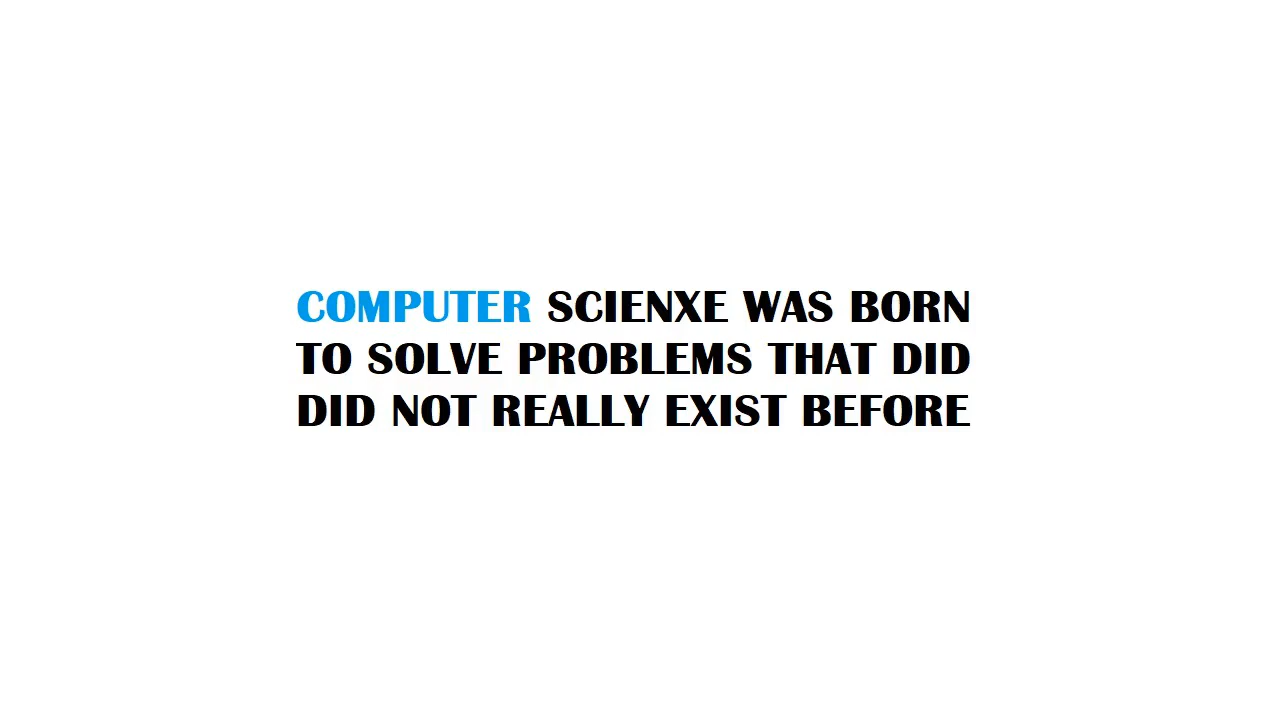 COMPUTER SCIENXE WAS BORN
TO SOLVE PROBLEMS THAT DID
DID NOT REALLY EXIST BEFORE